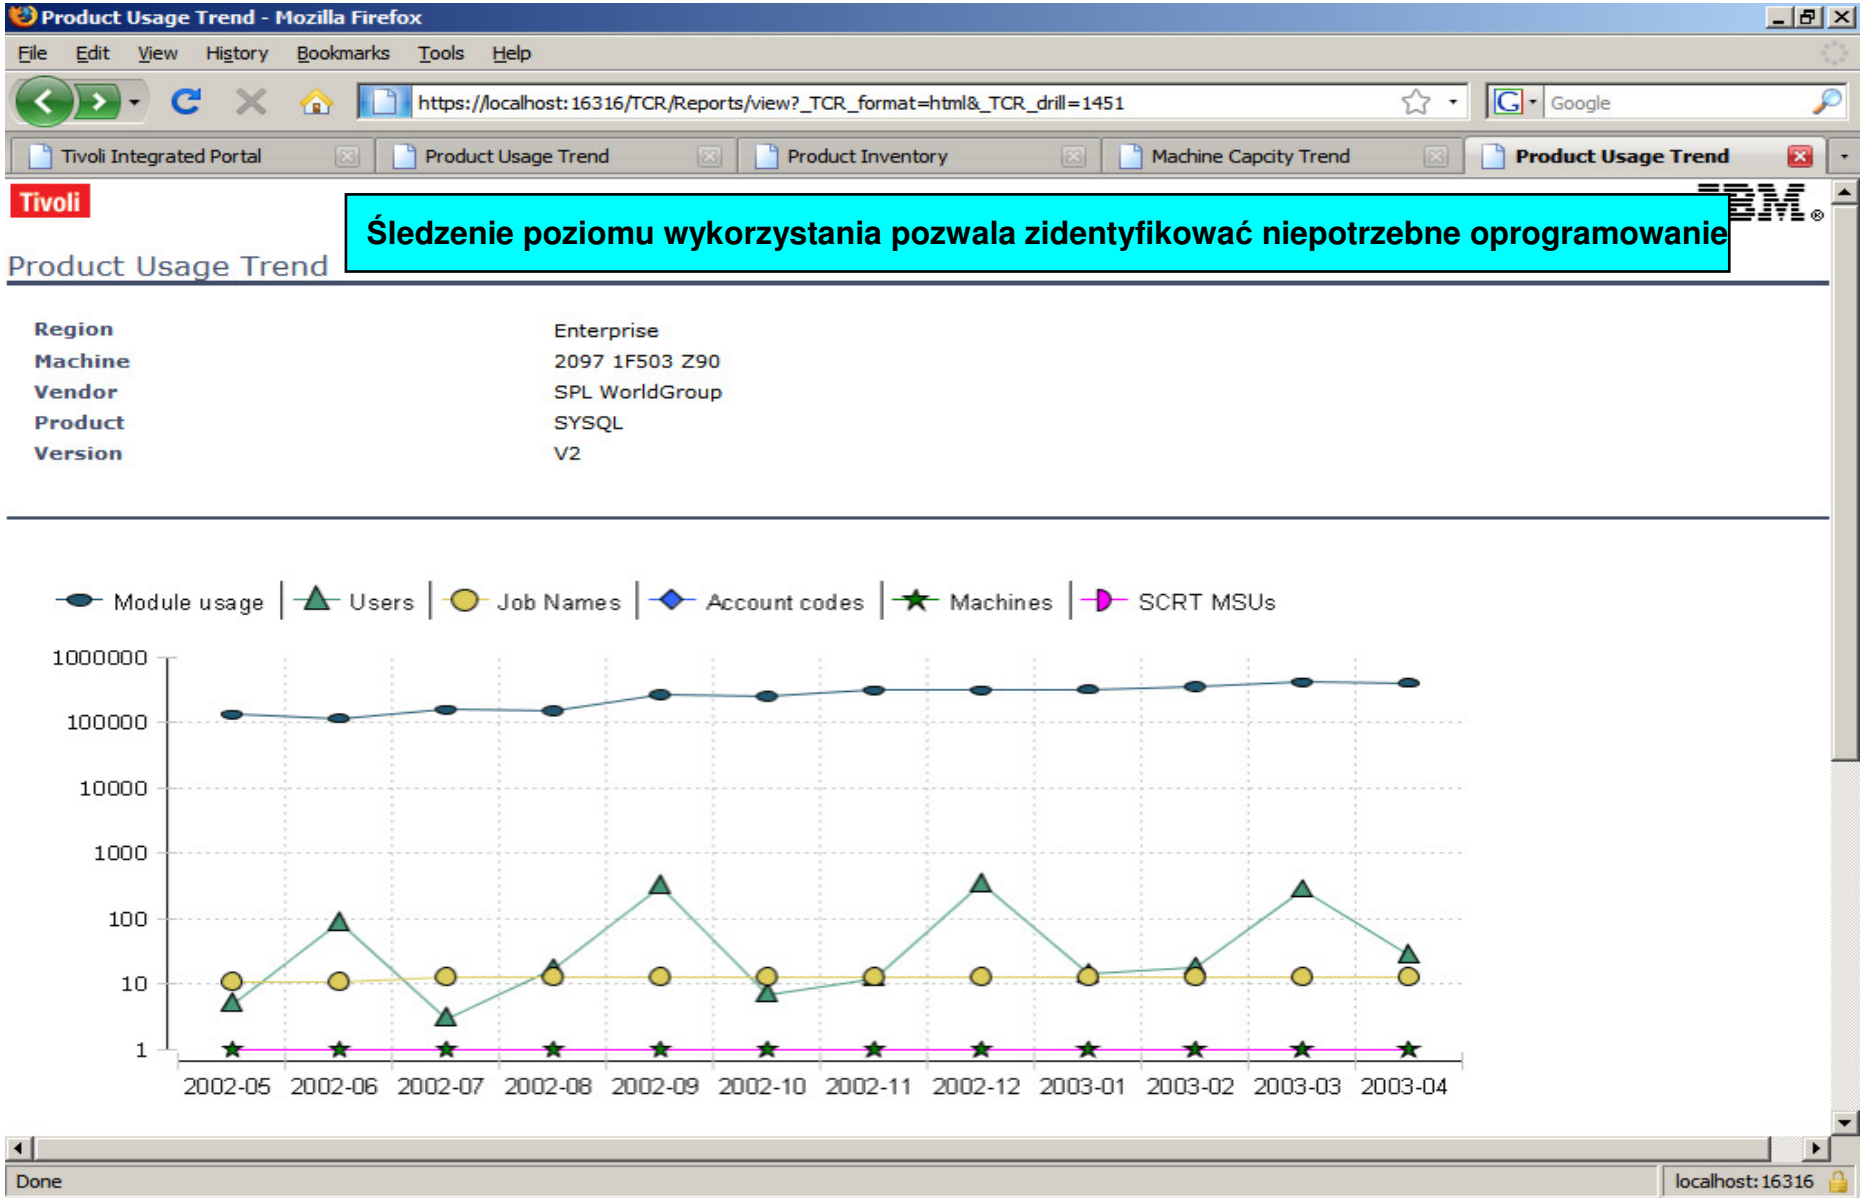 Product Usage Trend - Mozilla Firefox
File Edit View History Bookmarks Tools Help
https://localhost:16316/TCR/Reports/view?_TCR_format=html&_TCR_drill=1451
Google
Tivoli Integrated Portal
Product Usage Trend
Product Inventory
Machine Capcity Trend
Product Usage Trend
Tivoli
IBM®
Śledzenie poziomu wykorzystania pozwala zidentyfikować niepotrzebne oprogramowanie
Product Usage Trend
Region Enterprise
Machine 2097 1F503 Z90
Vendor SPL WorldGroup
Product SYSQL
Version V2
Module usage Users Job Names Account codes Machines SCRT MSUs
1000000
100000
10000
1000
100
10
1
2002-05 2002-06 2002-07 2002-08 2002-09 2002-10 2002-11 2002-12 2003-01 2003-02 2003-03 2003-04
Done
localhost:16316